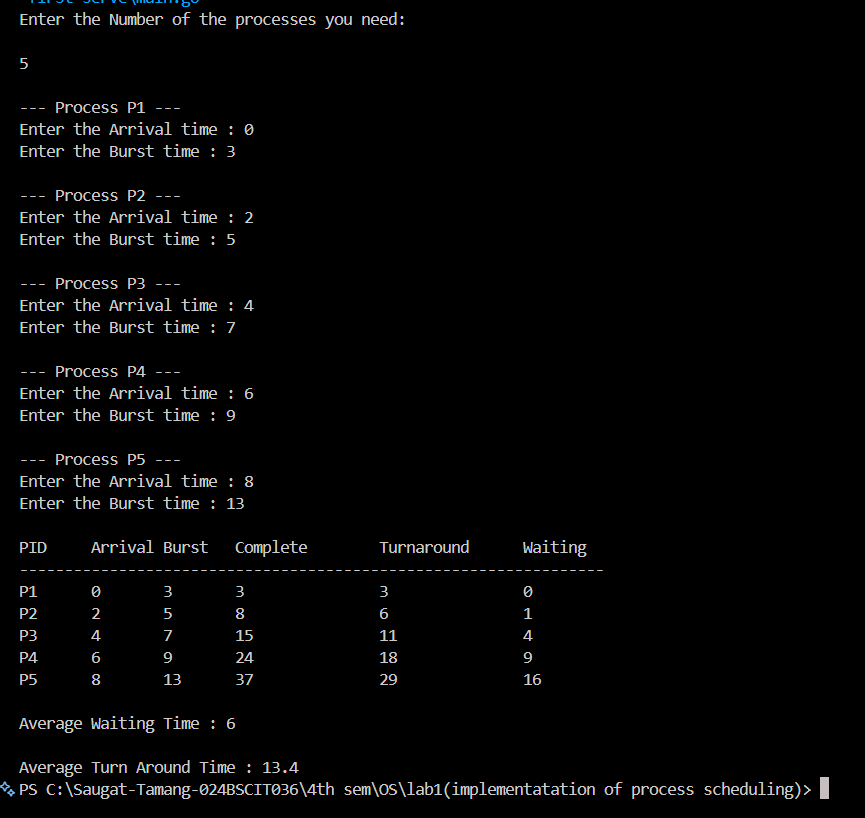 first serve\main.go"
Enter the Number of the processes you need:
5
--- Process P1 ---
Enter the Arrival time : 0
Enter the Burst time : 3
--- Process P2 ---
Enter the Arrival time : 2
Enter the Burst time : 5
--- Process P3 ---
Enter the Arrival time : 4
Enter the Burst time : 7
--- Process P4 ---
Enter the Arrival time : 6
Enter the Burst time : 9
--- Process P5 ---
Enter the Arrival time : 8
Enter the Burst time : 13
PID Arrival Burst Complete Turnaround Waiting
-----------------------------------------------------------------
P1 0 3 3 3 0
P2 2 5 8 6 1
P3 4 7 15 11 4
P4 6 9 24 18 9
P5 8 13 37 29 16
Average Waiting Time : 6
Average Turn Around Time : 13.4
PS C:\Saugat-Tamang-024BSCIT036\4th sem\OS\lab1(implementatation of process scheduling)>